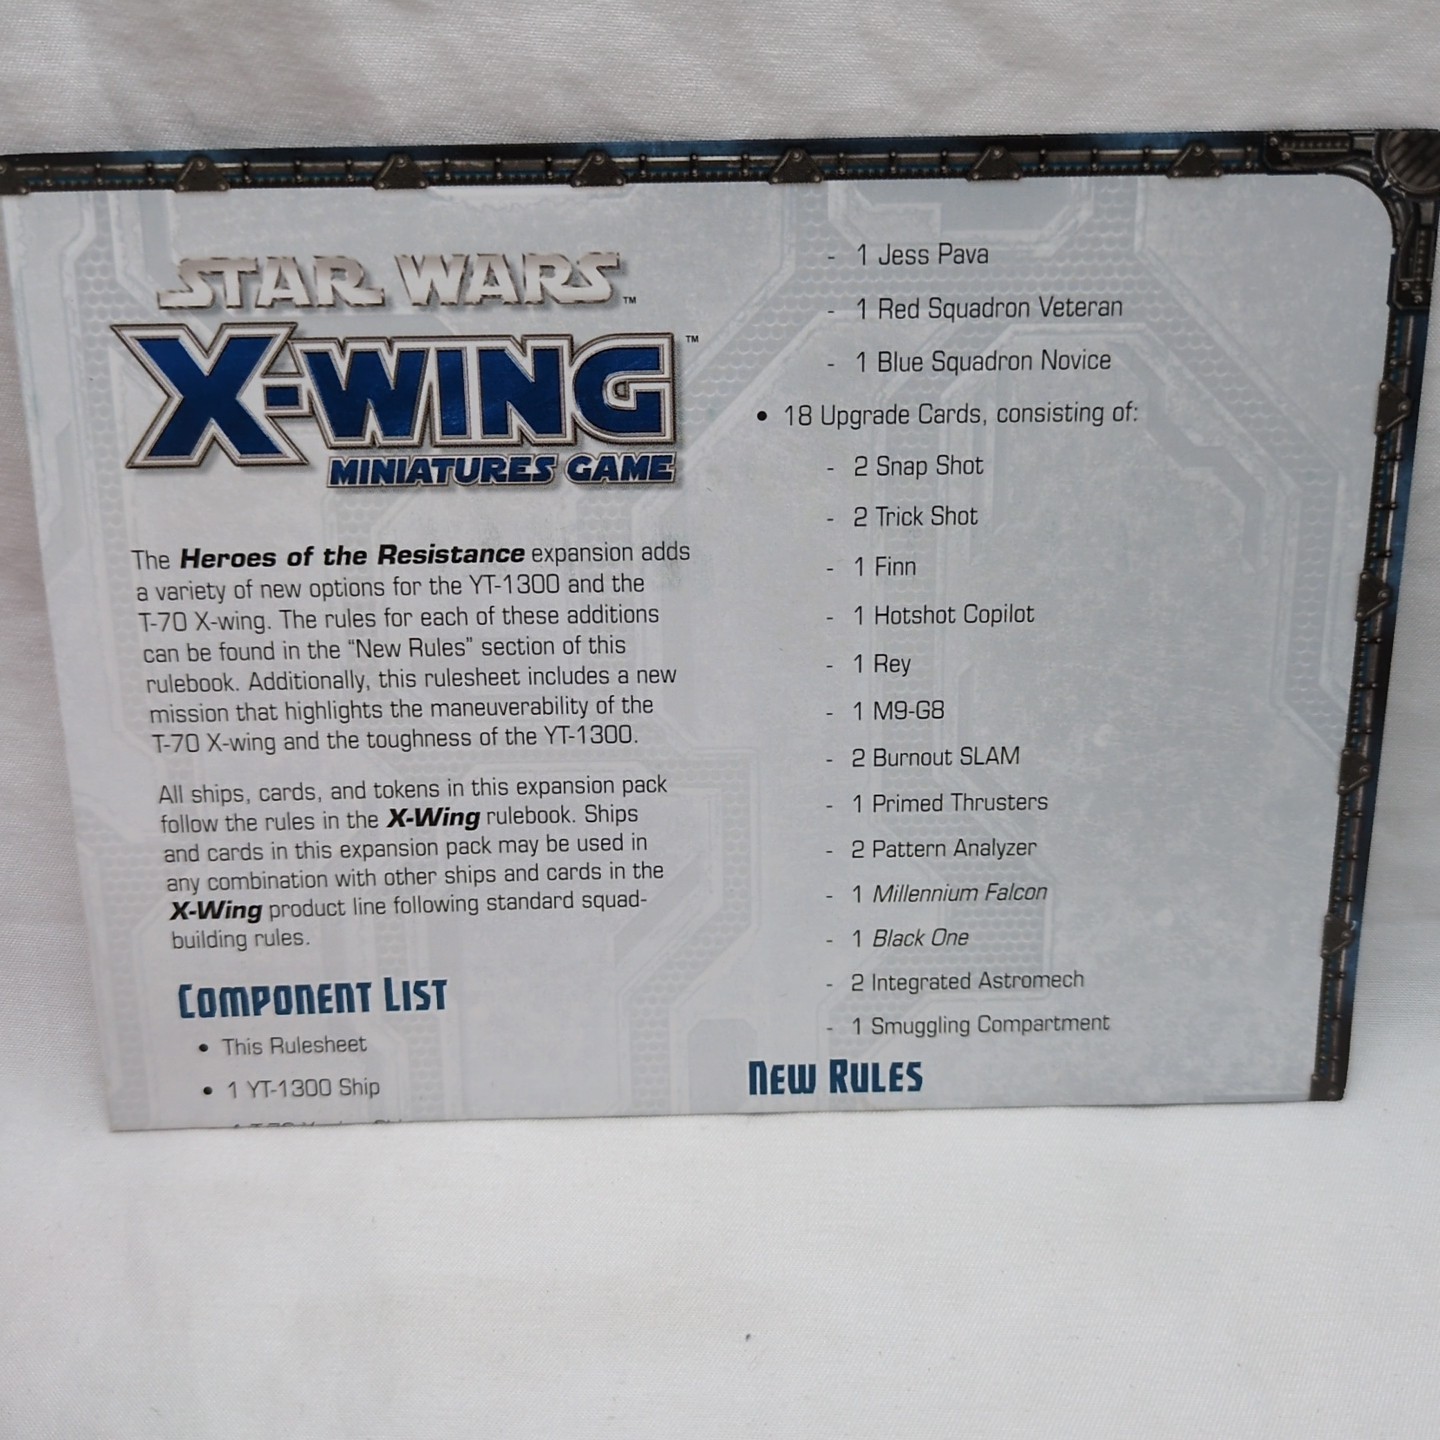 STAR WARS™
X-WING™
MINIATURES GAME
The Heroes of the Resistance expansion adds
a variety of new options for the YT-1300 and the
T-70 X-wing. The rules for each of these additions
can be found in the “New Rules” section of this
rulebook. Additionally, this rulesheet includes a new
mission that highlights the maneuverability of the
T-70 X-wing and the toughness of the YT-1300.
All ships, cards, and tokens in this expansion pack
follow the rules in the X-Wing rulebook. Ships
and cards in this expansion pack may be used in
any combination with other ships and cards in the
X-Wing product line following standard squad-
building rules.
COMPONENT LIST
• This Rulesheet
• 1 YT-1300 Ship
- 1 Jess Pava
- 1 Red Squadron Veteran
- 1 Blue Squadron Novice
• 18 Upgrade Cards, consisting of:
- 2 Snap Shot
- 2 Trick Shot
- 1 Finn
- 1 Hotshot Copilot
- 1 Rey
- 1 M9-G8
- 2 Burnout SLAM
- 1 Primed Thrusters
- 2 Pattern Analyzer
- 1 Millennium Falcon
- 1 Black One
- 2 Integrated Astromech
- 1 Smuggling Compartment
NEW RULES